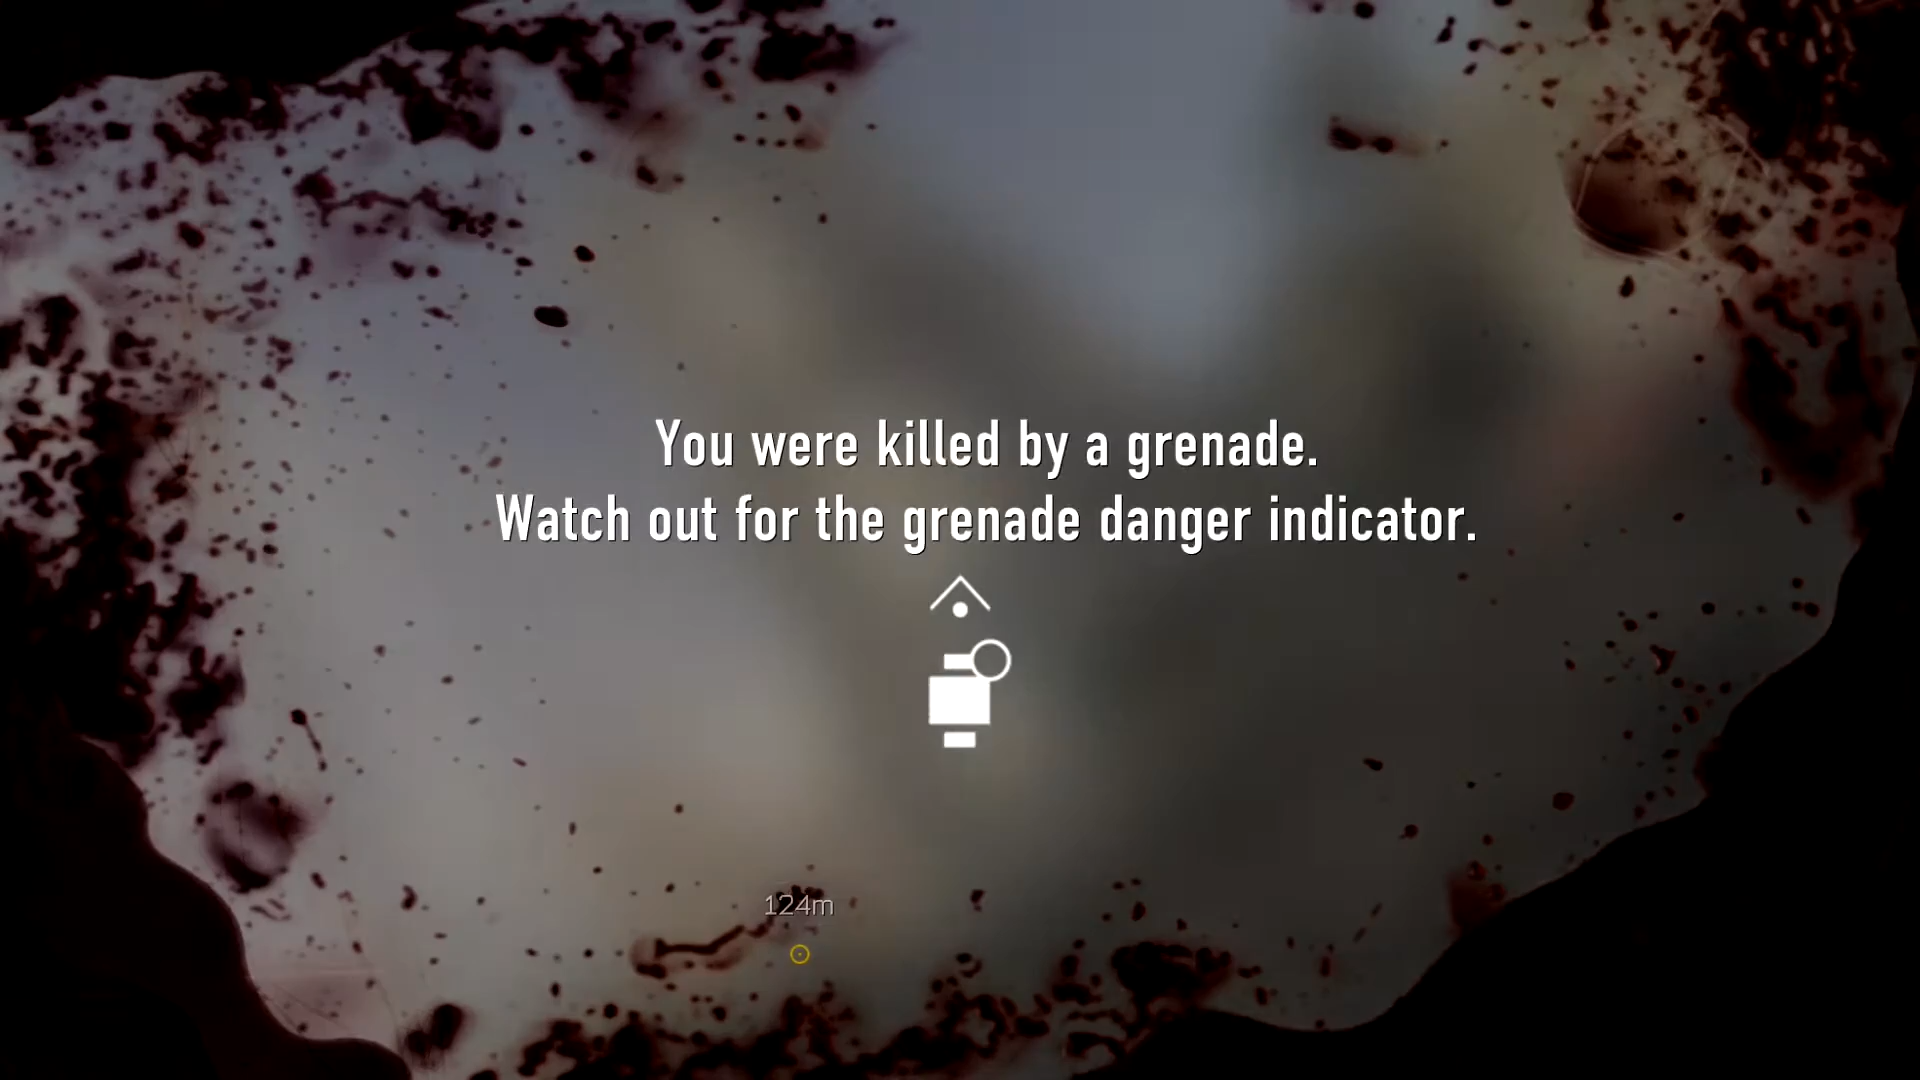 You were killed by a grenade.
Watch out for the grenade danger indicator.
124m